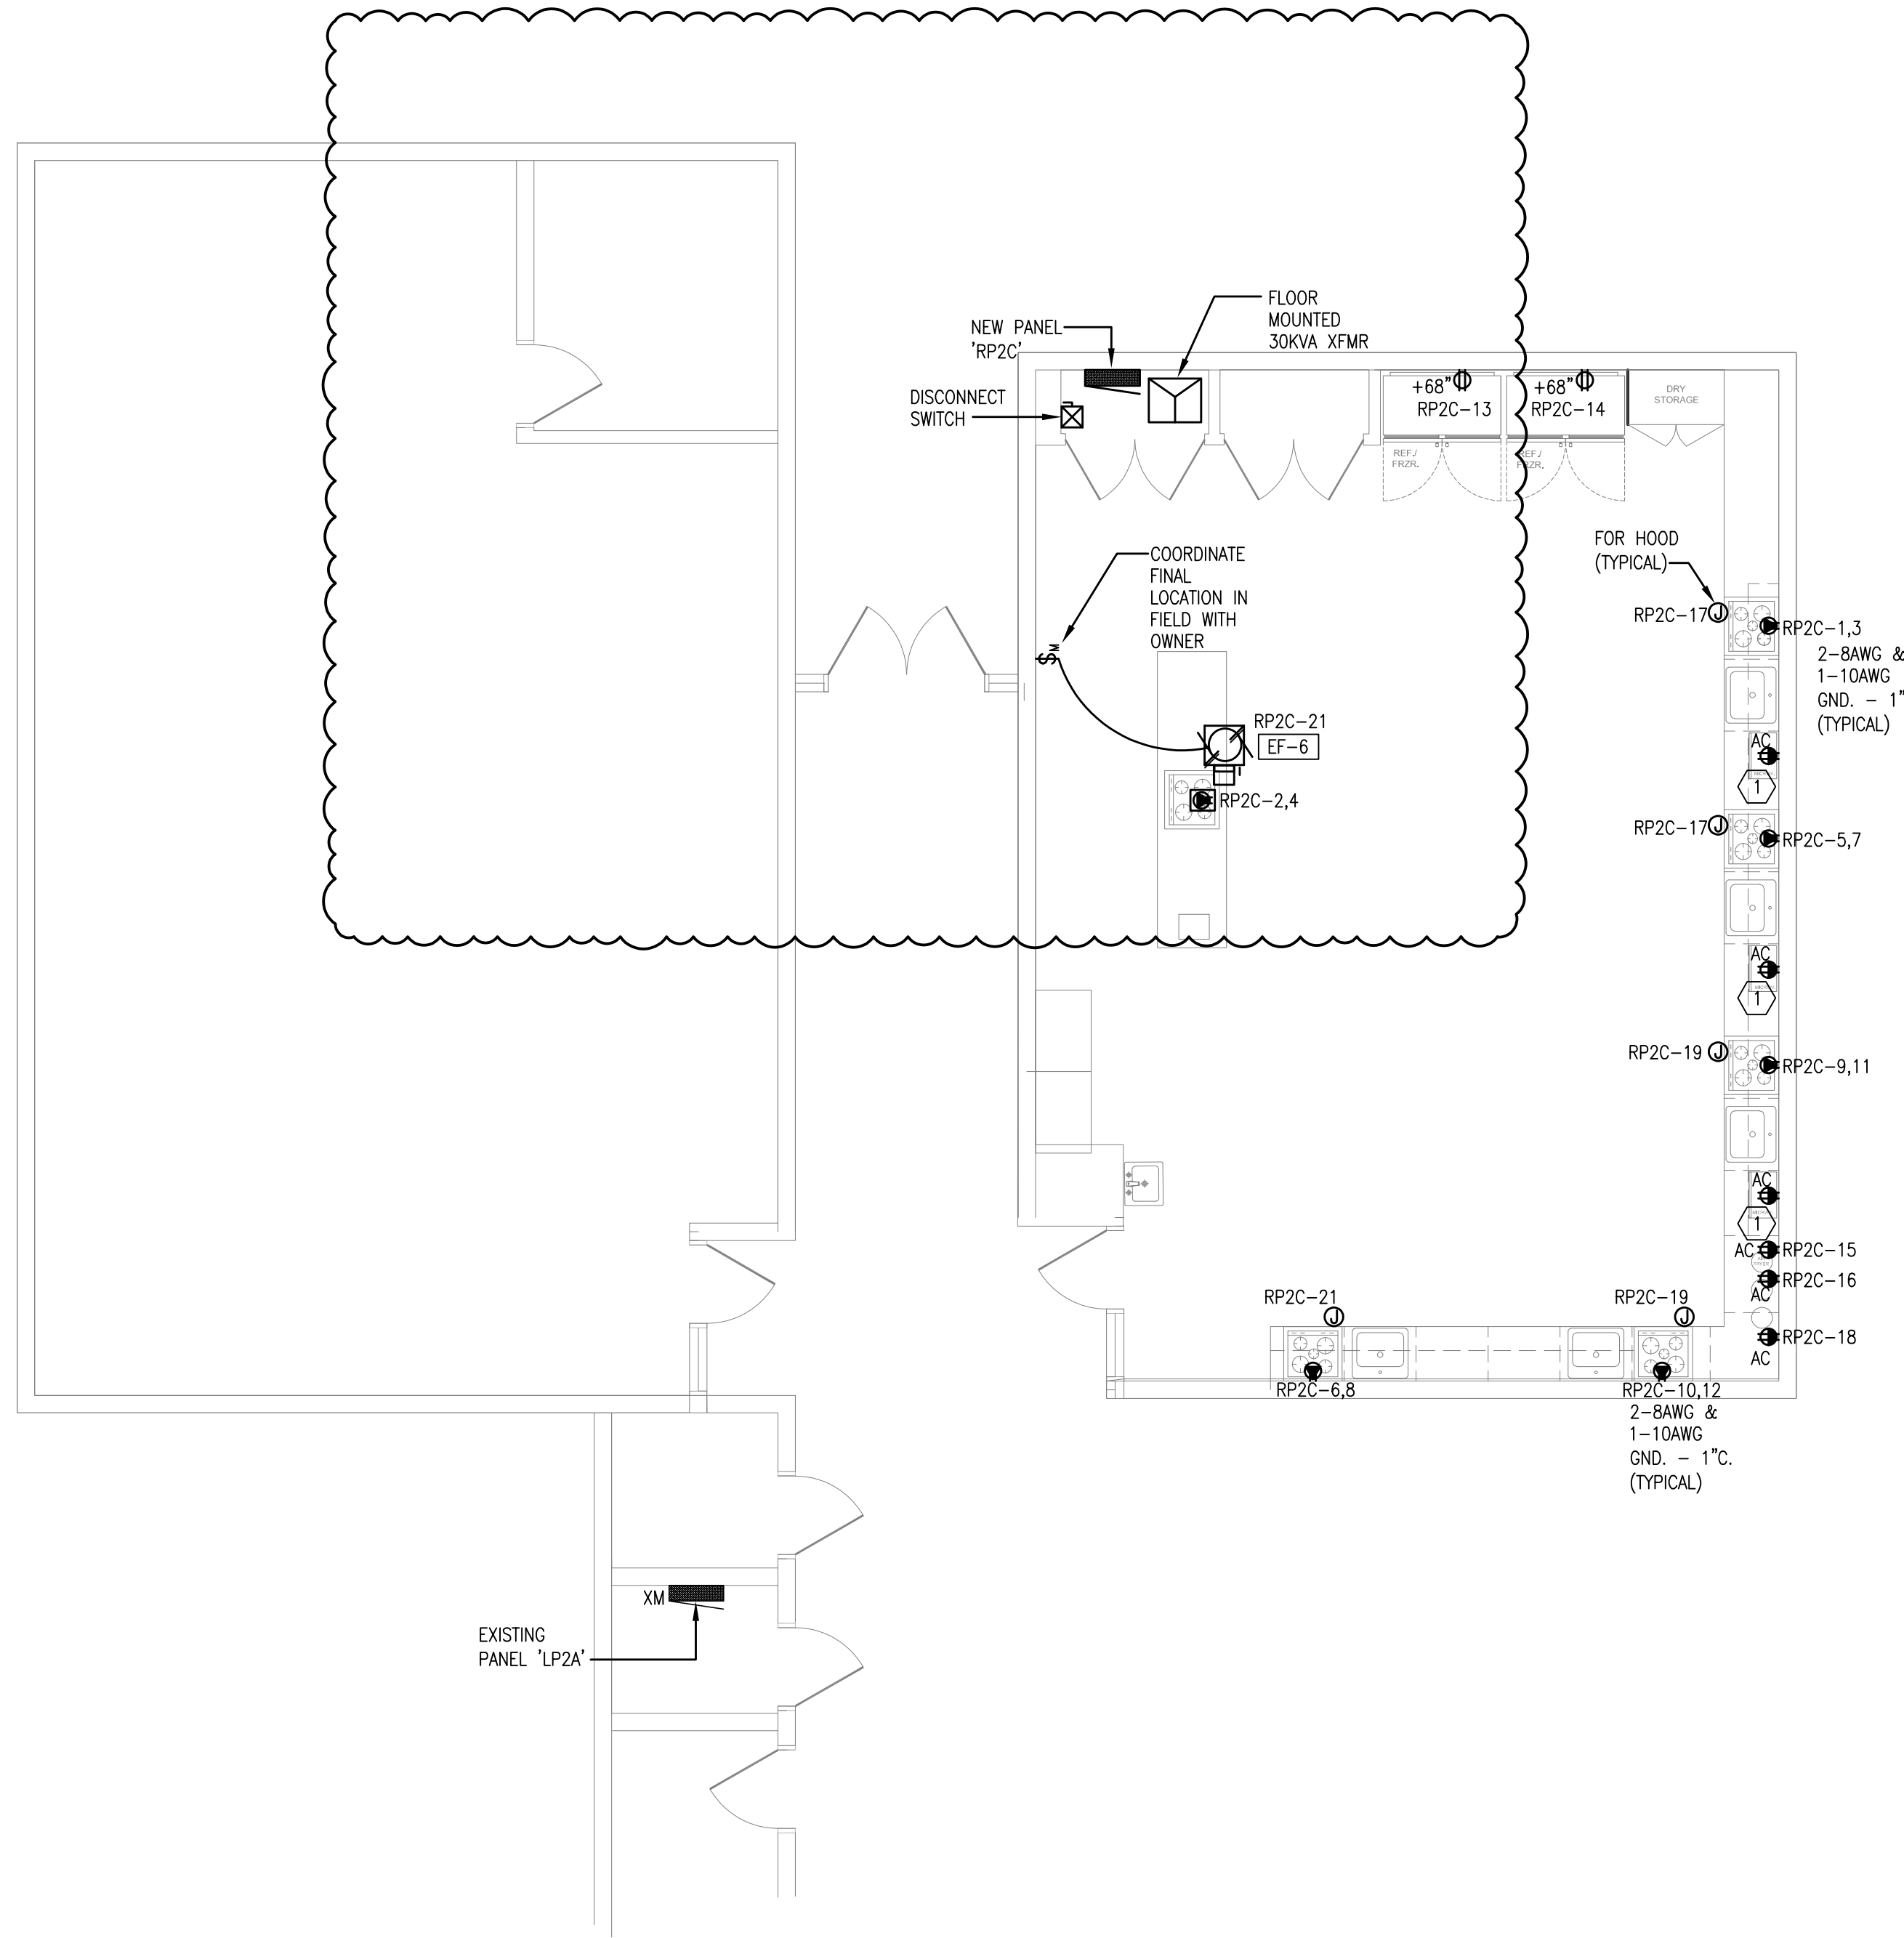 FLOOR
MOUNTED
30KVA XFMR
NEW PANEL
'RP2C'
DISCONNECT
SWITCH
+68"
RP2C-13
+68"
RP2C-14
DRY
STORAGE
REF./
FRZR.
REF./
FRZR.
COORDINATE
FINAL
LOCATION IN
FIELD WITH
OWNER
FOR HOOD
(TYPICAL)
RP2C-17
J
RP2C-1,3
2-8AWG &
1-10AWG
GND. - 1"
(TYPICAL)
S
M
RP2C-21
EF-6
RP2C-2,4
AC
1
RP2C-17
J
RP2C-5,7
AC
1
RP2C-19
J
RP2C-9,11
AC
1
AC
RP2C-15
RP2C-16
AC
RP2C-18
AC
RP2C-21
J
RP2C-19
J
RP2C-6,8
RP2C-10,12
2-8AWG &
1-10AWG
GND. - 1"C.
(TYPICAL)
XM
EXISTING
PANEL 'LP2A'